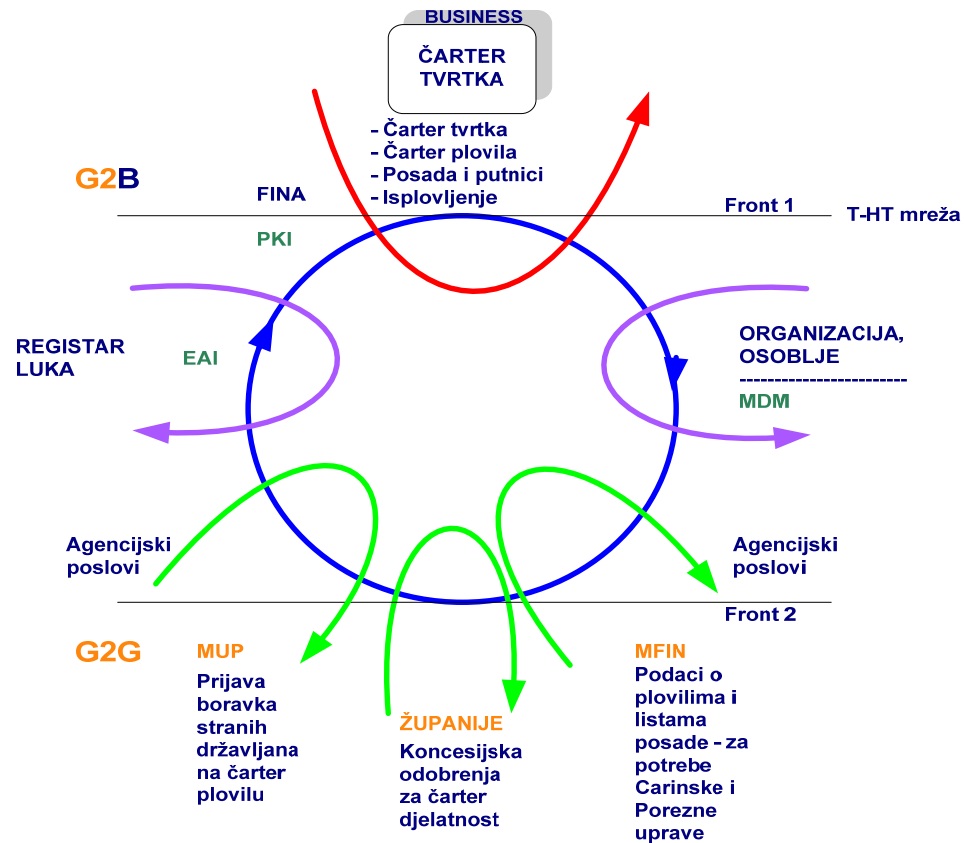 BUSINESS
ČARTER
TVRTKA
- Čarter tvrtka
- Čarter plovila
- Posada i putnici
- Isplovljenje
G2B
FINA
Front 1
T-HT mreža
PKI
REGISTAR
LUKA
EAI
ORGANIZACIJA,
OSOBLJE
------------------------
MDM
Agencijski
poslovi
Agencijski
poslovi
Front 2
G2G
MUP
Prijava
boravka
stranih
državljana
na čarter
plovilu
ŽUPANIJE
Koncesijska
odobrenja
za čarter
djelatnost
MFIN
Podaci o
plovilima i
listama
posade - za
potrebe
Carinske i
Porezne
uprave